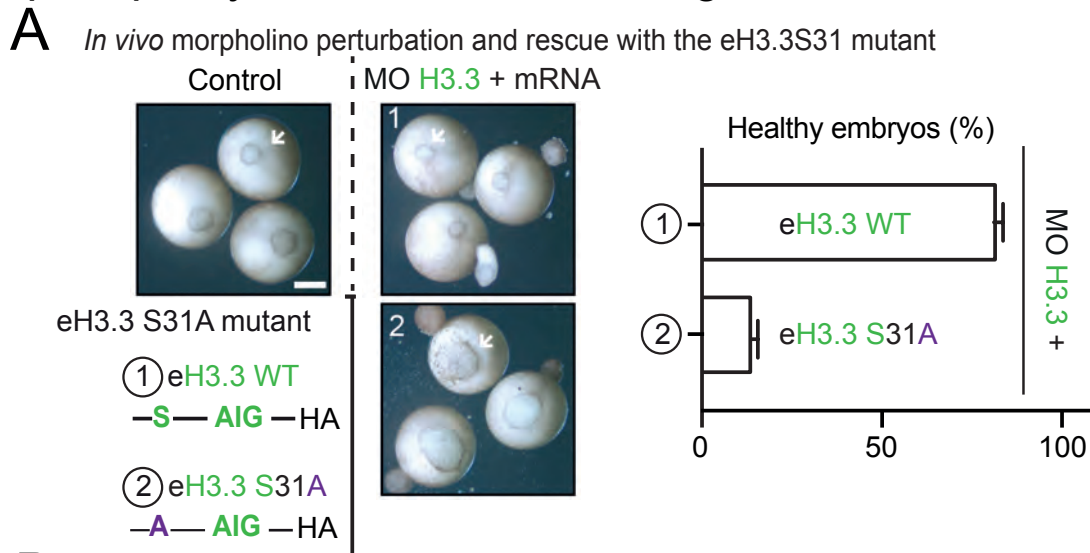 A
In vivo morpholino perturbation and rescue with the eH3.3S31 mutant
Control
MO H3.3 + mRNA
1
2
eH3.3 S31A mutant
1 eH3.3 WT
S AIG HA
2 eH3.3 S31A
A AIG HA
Healthy embryos (%)
1 eH3.3 WT
2 eH3.3 S31A
MO H3.3 +
0 50 100